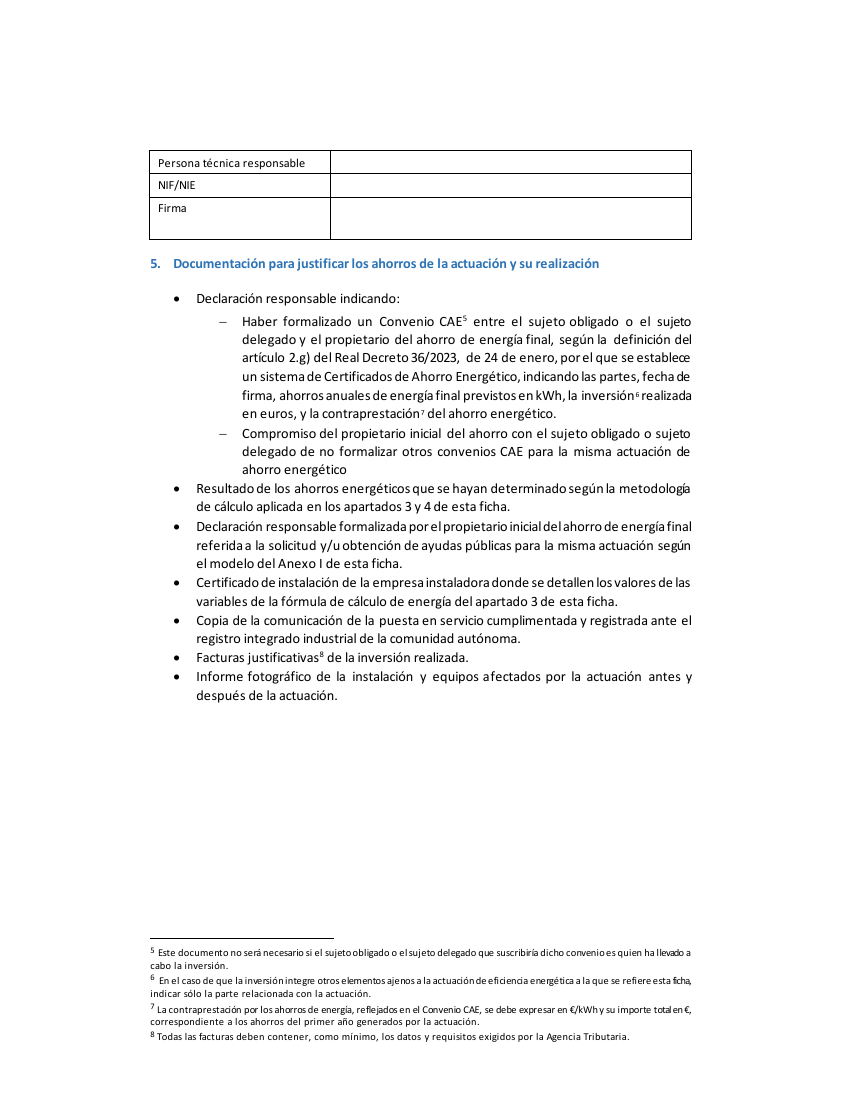 Persona técnica responsable
NIF/NIE
Firma
5. Documentación para justificar los ahorros de la actuación y su realización
• Declaración responsable indicando:
– Haber formalizado un Convenio CAE5 entre el sujeto obligado o el sujeto
delegado y el propietario del ahorro de energía final, según la definición del
artículo 2.g) del Real Decreto 36/2023, de 24 de enero, por el que se establece
un sistema de Certificados de Ahorro Energético, indicando las partes, fecha de
firma, ahorros anuales de energía final previstos en kWh, la inversión6 realizada
en euros, y la contraprestación7 del ahorro energético.
– Compromiso del propietario inicial del ahorro con el sujeto obligado o sujeto
delegado de no formalizar otros convenios CAE para la misma actuación de
ahorro energético
• Resultado de los ahorros energéticos que se hayan determinado según la metodología
de cálculo aplicada en los apartados 3 y 4 de esta ficha.
• Declaración responsable formalizada por el propietario inicial del ahorro de energía final
referida a la solicitud y/u obtención de ayudas públicas para la misma actuación según
el modelo del Anexo I de esta ficha.
• Certificado de instalación de la empresa instaladora donde se detallen los valores de las
variables de la fórmula de cálculo de energía del apartado 3 de esta ficha.
• Copia de la comunicación de la puesta en servicio cumplimentada y registrada ante el
registro integrado industrial de la comunidad autónoma.
• Facturas justificativas8 de la inversión realizada.
• Informe fotográfico de la instalación y equipos afectados por la actuación antes y
después de la actuación.
5 Este documento no será necesario si el sujeto obligado o el sujeto delegado que suscribiría dicho convenio es quien ha llevado a
cabo la inversión.
6 En el caso de que la inversión integre otros elementos ajenos a la actuación de eficiencia energética a la que se refiere esta ficha,
indicar sólo la parte relacionada con la actuación.
7 La contraprestación por los ahorros de energía, reflejados en el Convenio CAE, se debe expresar en €/kWh y su importe total en €,
correspondiente a los ahorros del primer año generados por la actuación.
8 Todas las facturas deben contener, como mínimo, los datos y requisitos exigidos por la Agencia Tributaria.